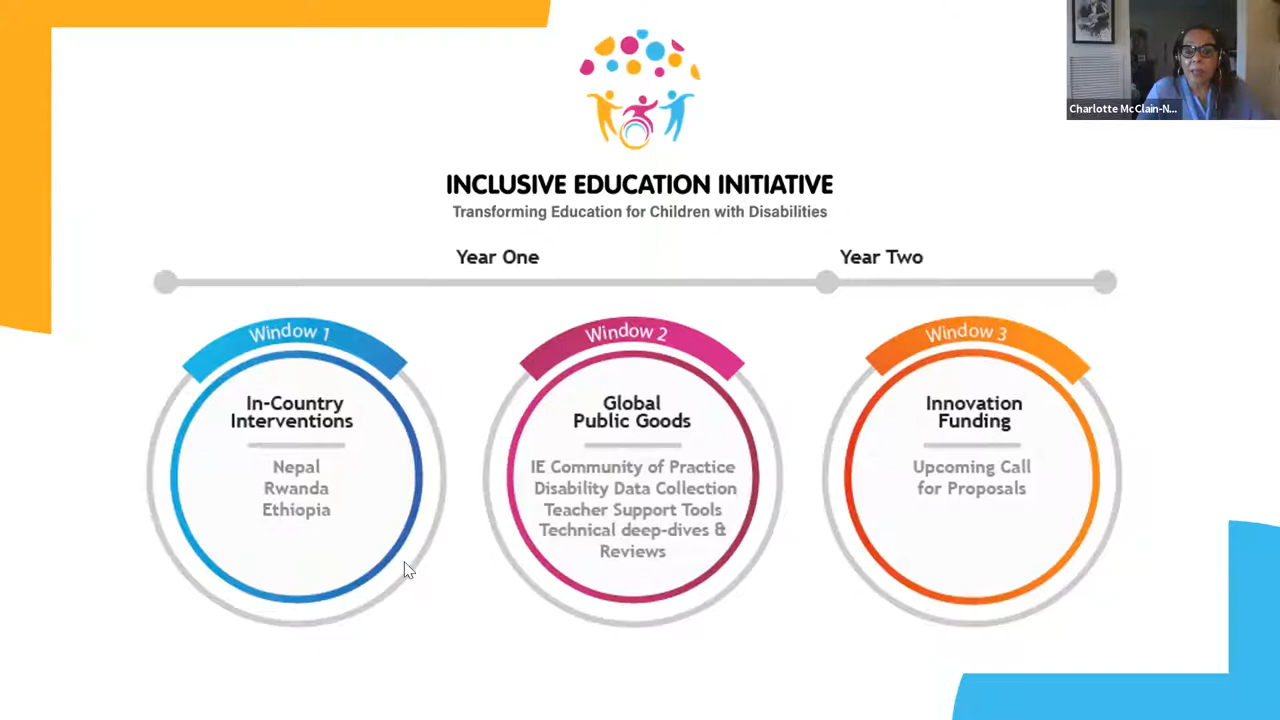 Charlotte McClain-N...
INCLUSIVE EDUCATION INITIATIVE
Transforming Education for Children with Disabilities
Year One
Year Two
Window 1
In-Country
Interventions
Nepal
Rwanda
Ethiopia
Window 2
Global
Public Goods
IE Community of Practice
Disability Data Collection
Teacher Support Tools
Technical deep-dives &
Reviews
Window 3
Innovation
Funding
Upcoming Call
for Proposals